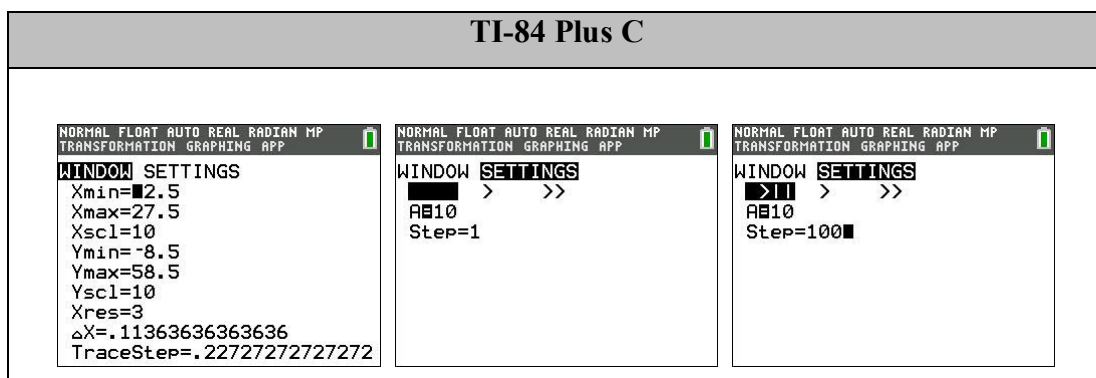 TI-84 Plus C
NORMAL FLOAT AUTO REAL RADIAN MP
TRANSFORMATION GRAPHING APP
WINDOW SETTINGS
Xmin=2.5
Xmax=27.5
Xscl=10
Ymin=-8.5
Ymax=58.5
Yscl=10
Xres=3
△X=.11363636363636
TraceStep=.22727272727272
NORMAL FLOAT AUTO REAL RADIAN MP
TRANSFORMATION GRAPHING APP
WINDOW SETTINGS
> >>
A=10
Step=1
NORMAL FLOAT AUTO REAL RADIAN MP
TRANSFORMATION GRAPHING APP
WINDOW SETTINGS
>|| > >>
A=10
Step=100